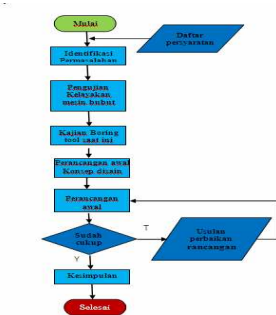 Mulai
Daftar
persyaratan
Identifikasi
Permasalahan
Pengujian
Kelayakan
mesin bubut
Kajian Boring
tool saat ini
Perancangan awal
Konsep disain
Perancangan
awal
Sudah
cukup
T
Usulan
perbaikan
rancangan
Y
Kesimpulan
Selesai